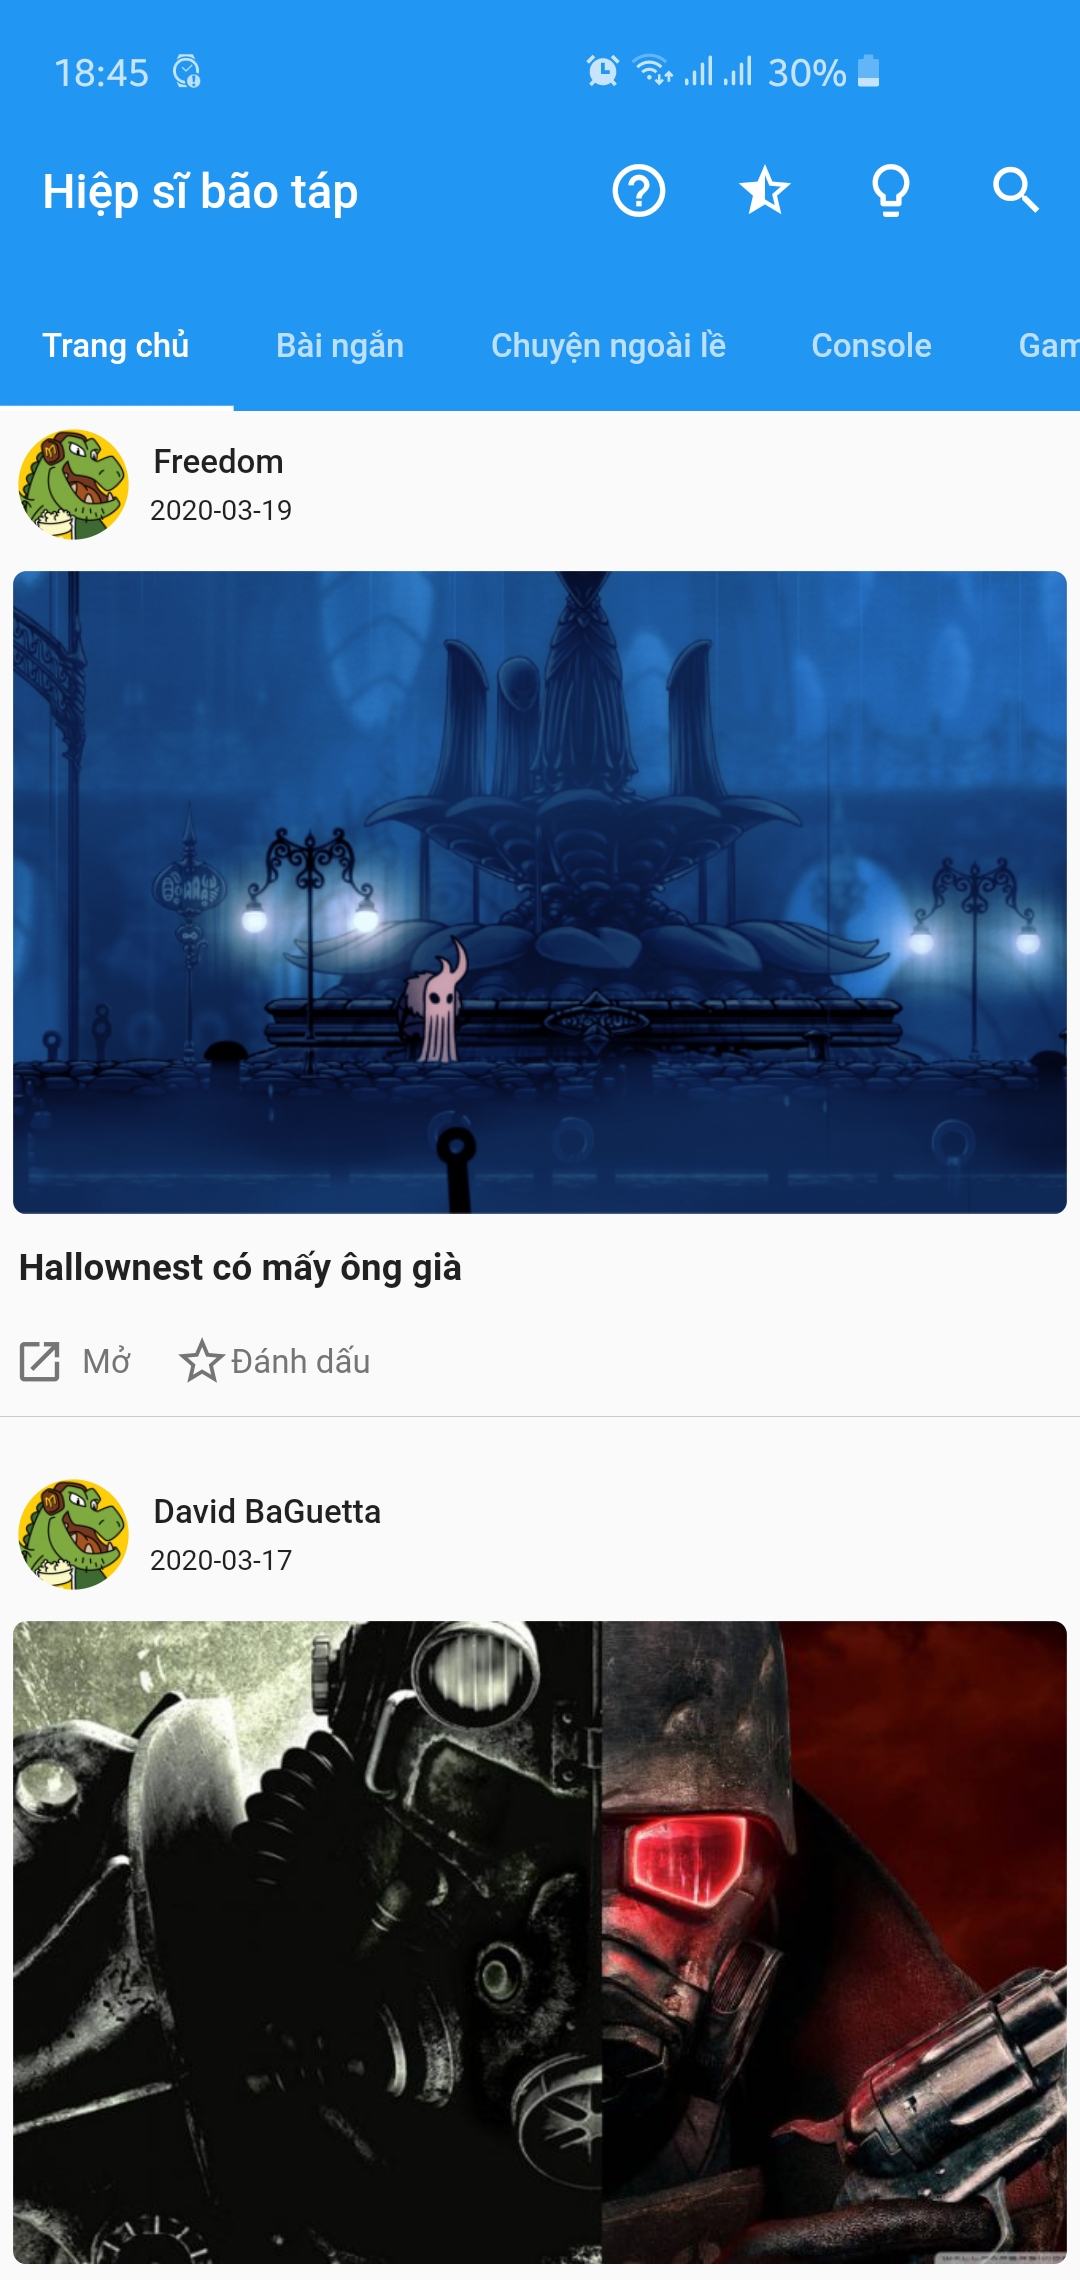 18:45 30%
Hiệp sĩ bão táp
Trang chủ Bài ngắn Chuyện ngoài lề Console Gam
Freedom
2020-03-19
Hallownest có mấy ông già
Mở Đánh dấu
David BaGuetta
2020-03-17